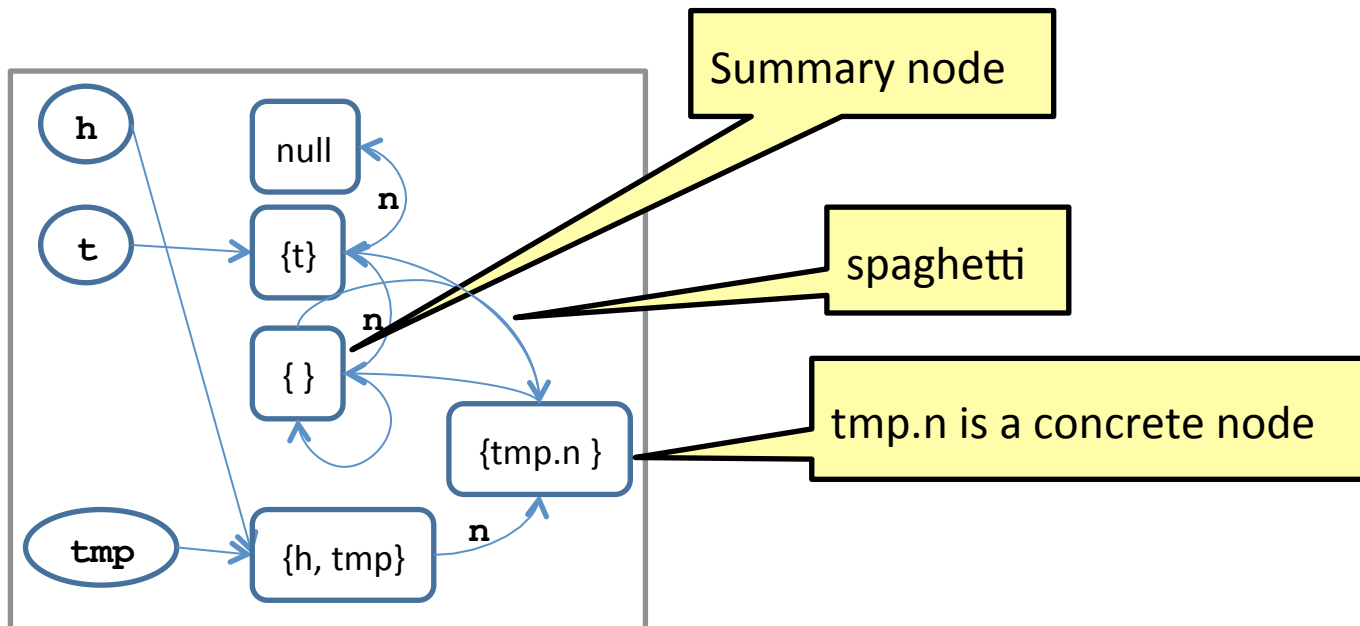 Summary node
h
null
n
t
{t}
spaghetti
n
{ }
tmp.n is a concrete node
{tmp.n }
n
tmp
{h, tmp}